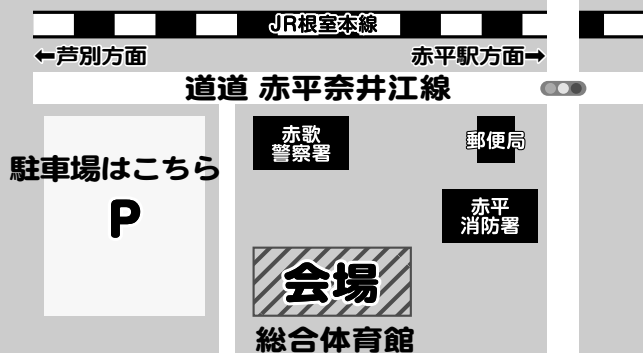 JR根室本線
←芦別方面
赤平駅方面→
道道 赤平奈井江線
赤歌
警察署
郵便局
駐車場はこちら
P
赤平
消防署
会場
総合体育館